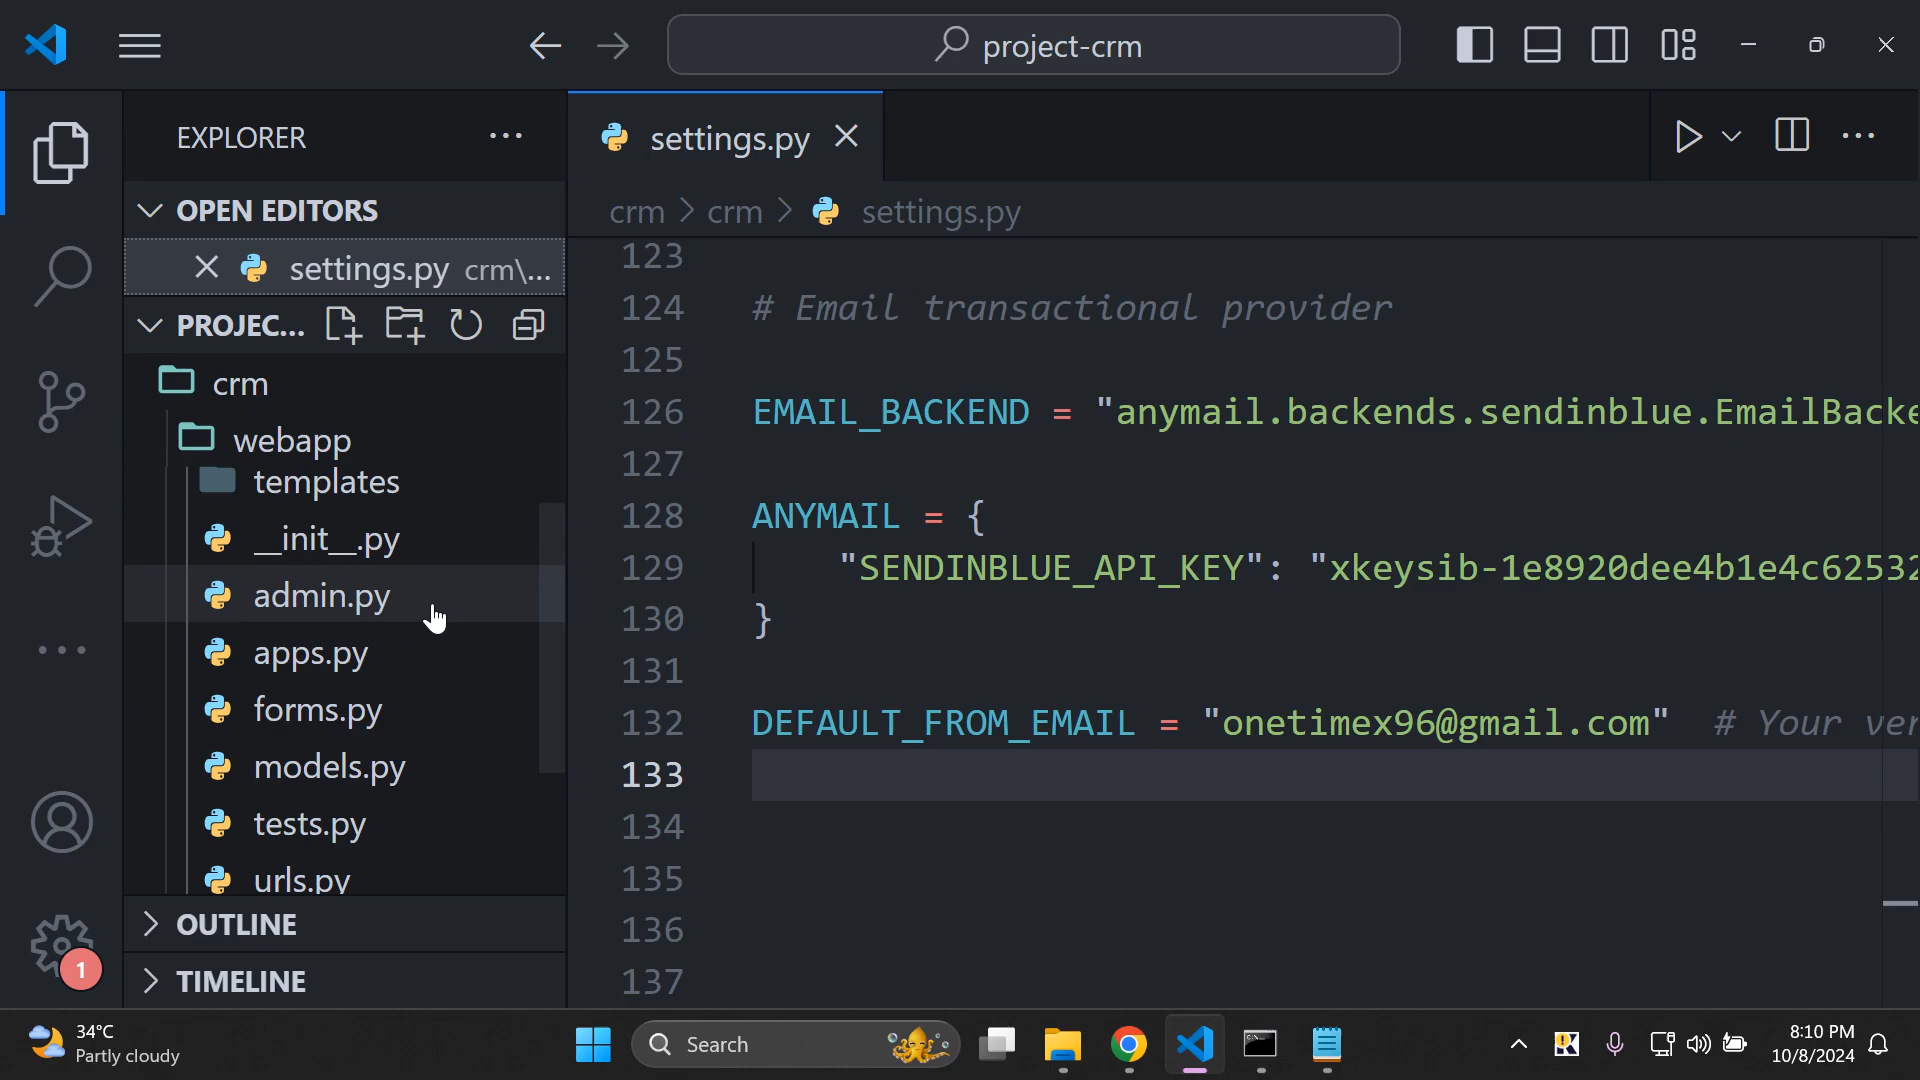 project-crm
EXPLORER
settings.py
OPEN EDITORS
crm > crm > settings.py
settings.py crm\...
PROJEC...
crm
webapp
templates
__init__.py
admin.py
apps.py
forms.py
models.py
tests.py
urls.py
OUTLINE
TIMELINE
1
123
124 # Email transactional provider
125
126 EMAIL_BACKEND = "anymail.backends.sendinblue.EmailBacke
127
128 ANYMAIL = {
129 "SENDINBLUE_API_KEY": "xkeysib-1e8920dee4b1e4c62532
130 }
131
132 DEFAULT_FROM_EMAIL = "onetimex96@gmail.com" # Your ver
133
134
135
136
137
34°C
Partly cloudy
Search
8:10 PM
10/8/2024